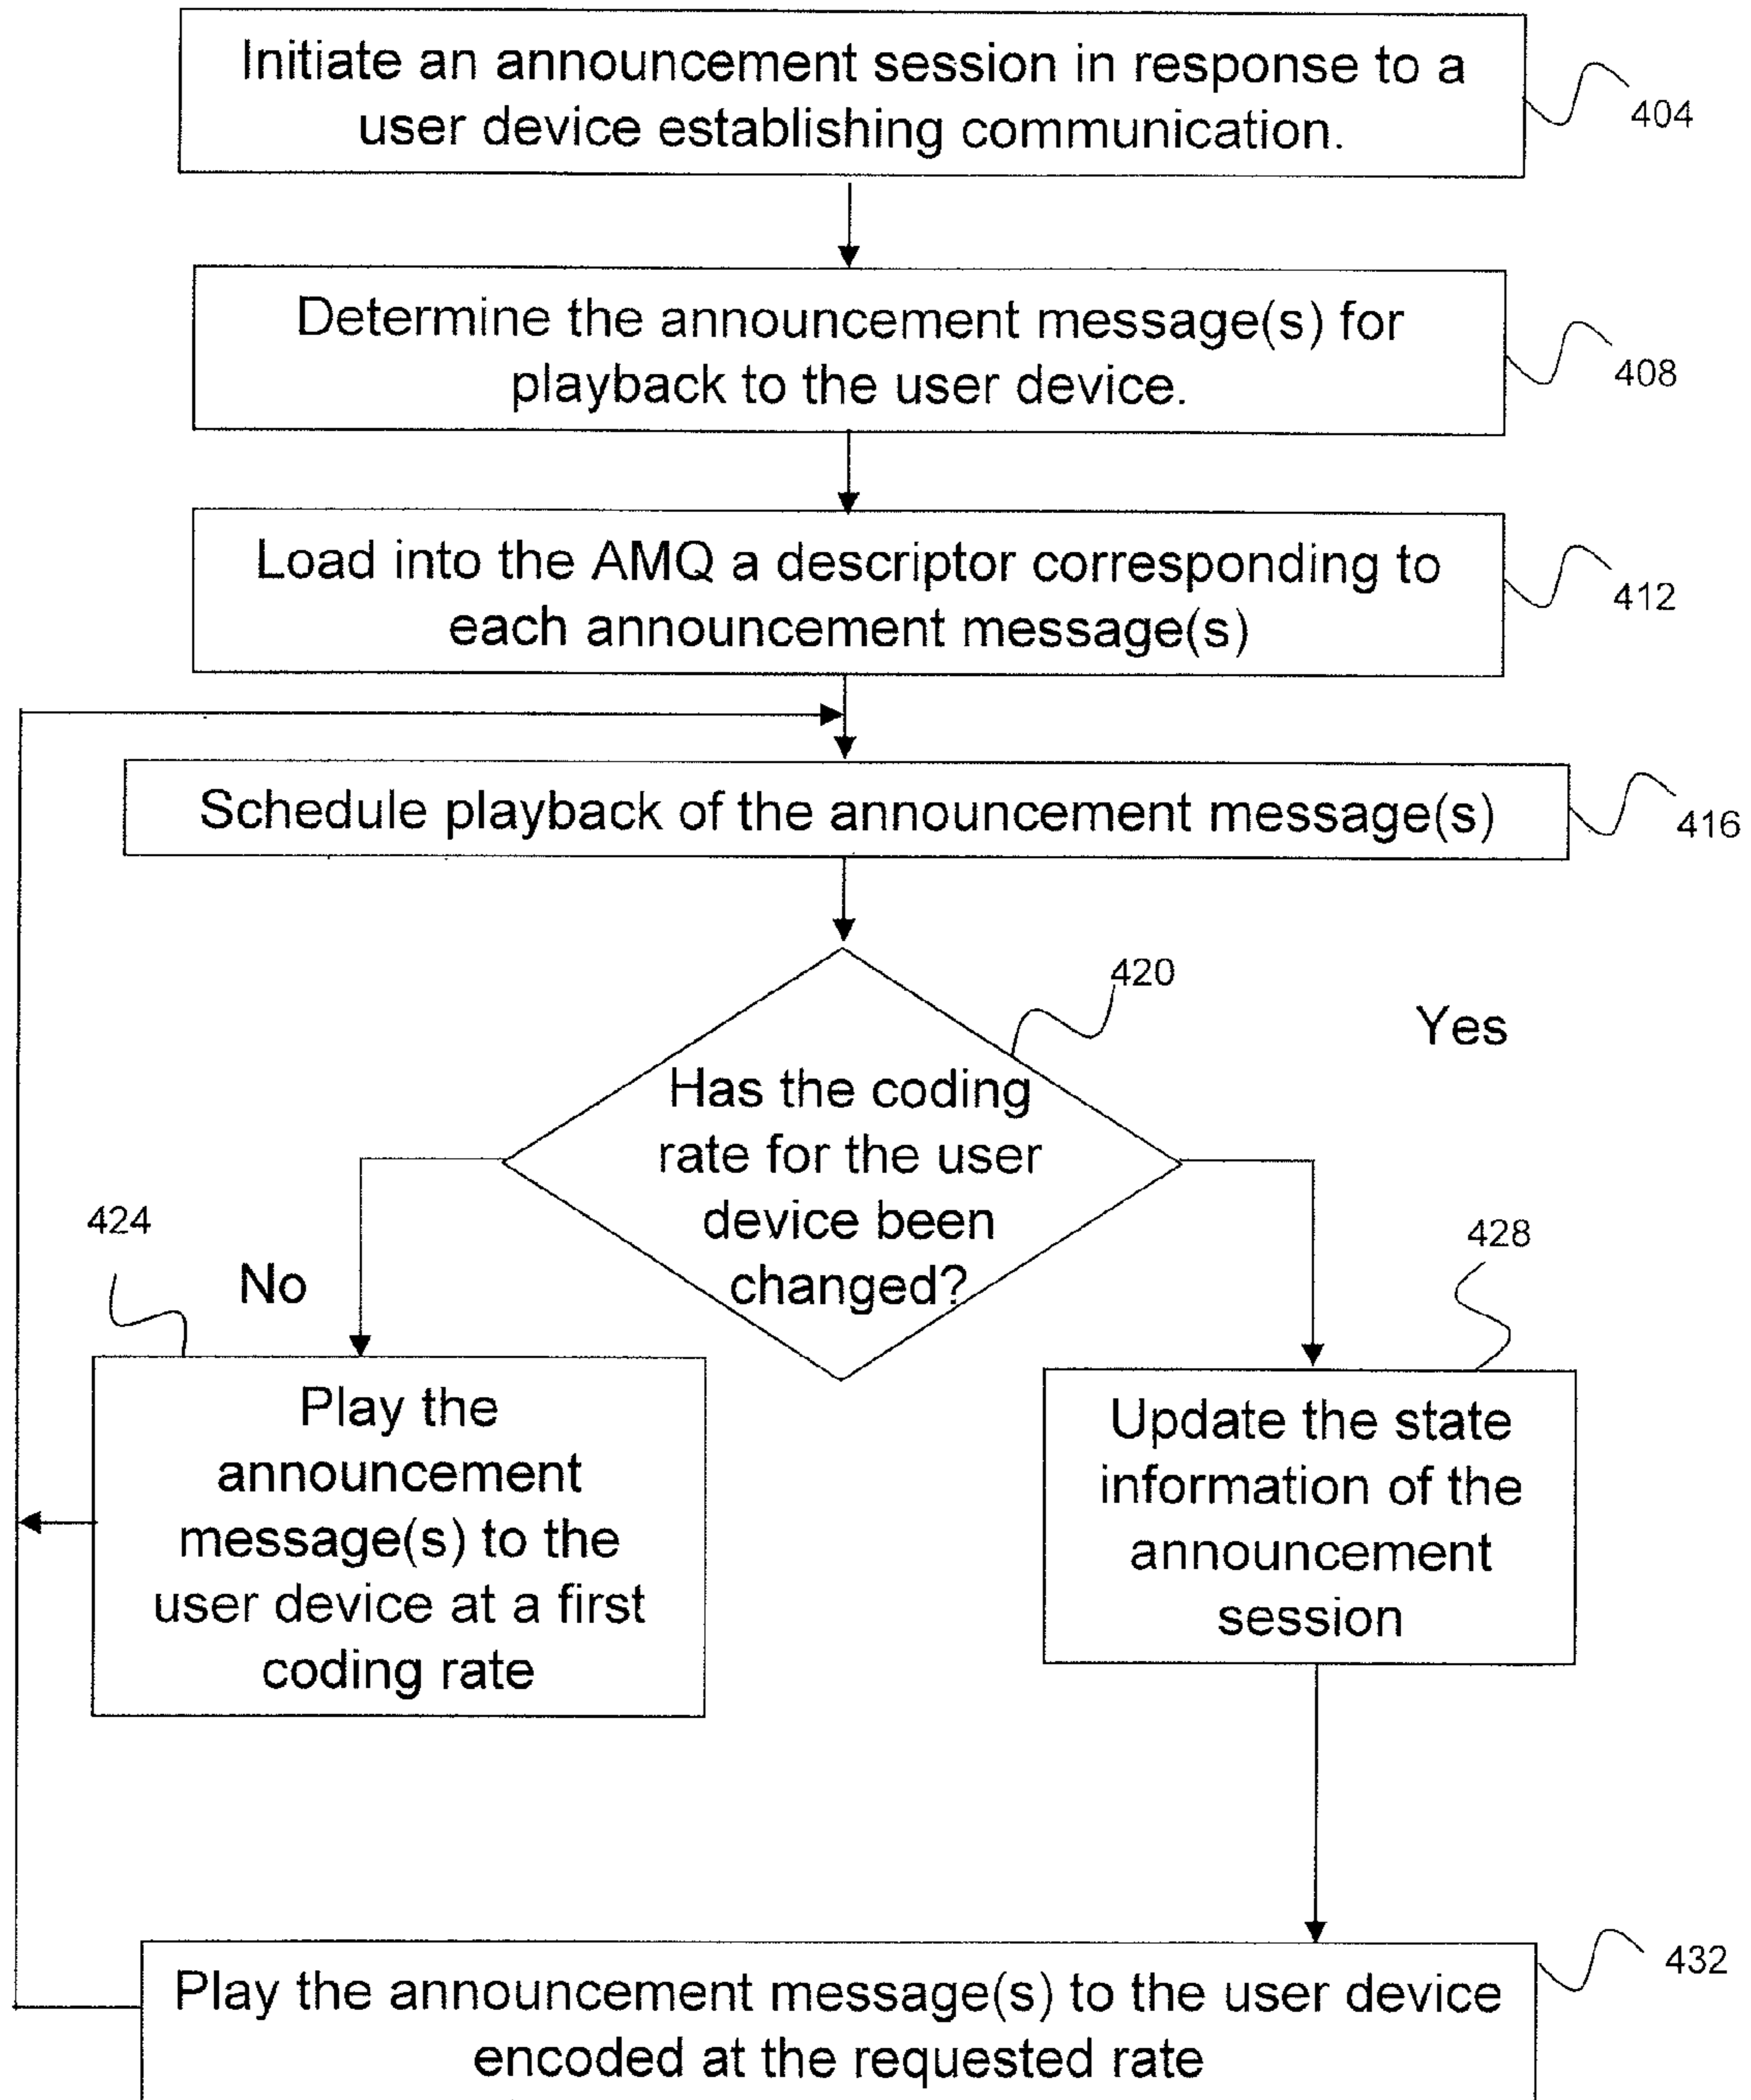 Initiate an announcement session in response to a
user device establishing communication.
404
Determine the announcement message(s) for
playback to the user device.
408
Load into the AMQ a descriptor corresponding to
each announcement message(s)
412
Schedule playback of the announcement message(s)
416
420
Yes
Has the coding
rate for the user
device been
changed?
424
No
428
Play the
announcement
message(s) to the
user device at a first
coding rate
Update the state
information of the
announcement
session
432
Play the announcement message(s) to the user device
encoded at the requested rate